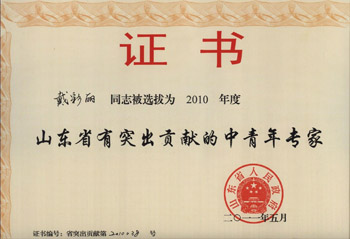 证书
戴彩丽 同志被选拔为 2010 年度
山东省有突出贡献的中青年专家
山东省人民政府
二〇一一年五月
证书编号：省突出贡献第 号